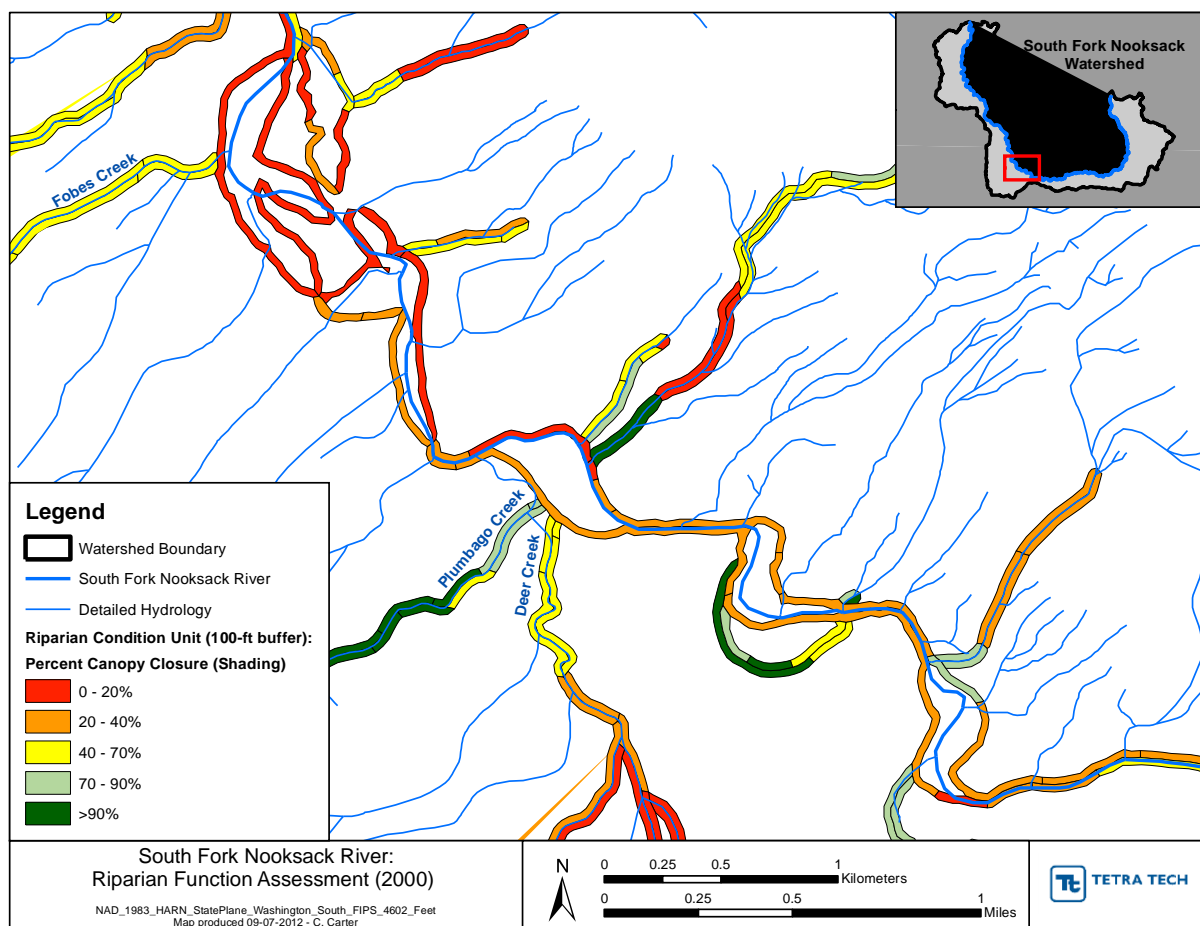 South Fork Nooksack
Watershed
Fobes Creek
Plumbago Creek
Deer Creek
Legend
Watershed Boundary
South Fork Nooksack River
Detailed Hydrology
Riparian Condition Unit (100-ft buffer):
Percent Canopy Closure (Shading)
0 - 20%
20 - 40%
40 - 70%
70 - 90%
>90%
South Fork Nooksack River:
Riparian Function Assessment (2000)
NAD_1983_HARN_StatePlane_Washington_South_FIPS_4602_Feet
Map produced 09-07-2012 - C. Carter
N
0 0.25 0.5 1
Kilometers
0 0.25 0.5 1
Miles
Tt TETRA TECH